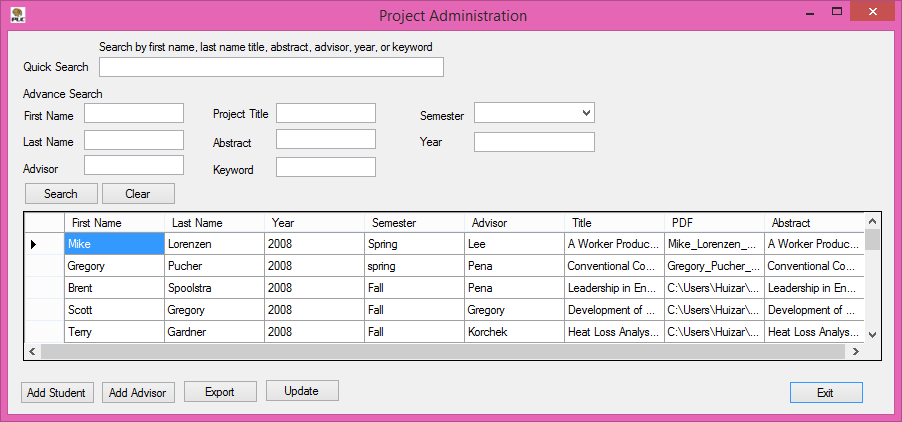 Project Administration
Search by first name, last name title, abstract, advisor, year, or keyword
Quick Search
Advance Search
First Name Project Title Semester
Last Name Abstract Year
Advisor Keyword
Search Clear
First Name Last Name Year Semester Advisor Title PDF Abstract
Mike Lorenzen 2008 Spring Lee A Worker Produc... Mike_Lorenzen_... A Worker Produc...
Gregory Pucher 2008 spring Pena Conventional Co... Gregory_Pucher_... Conventional Co...
Brent Spoolstra 2008 Fall Pena Leadership in En... C:\Users\Huizar\... Leadership in En...
Scott Gregory 2008 Fall Gregory Development of ... C:\Users\Huizar\... Development of ...
Terry Gardner 2008 Fall Korchek Heat Loss Analys... C:\Users\Huizar\... Heat Loss Analys...
Add Student Add Advisor Export Update Exit